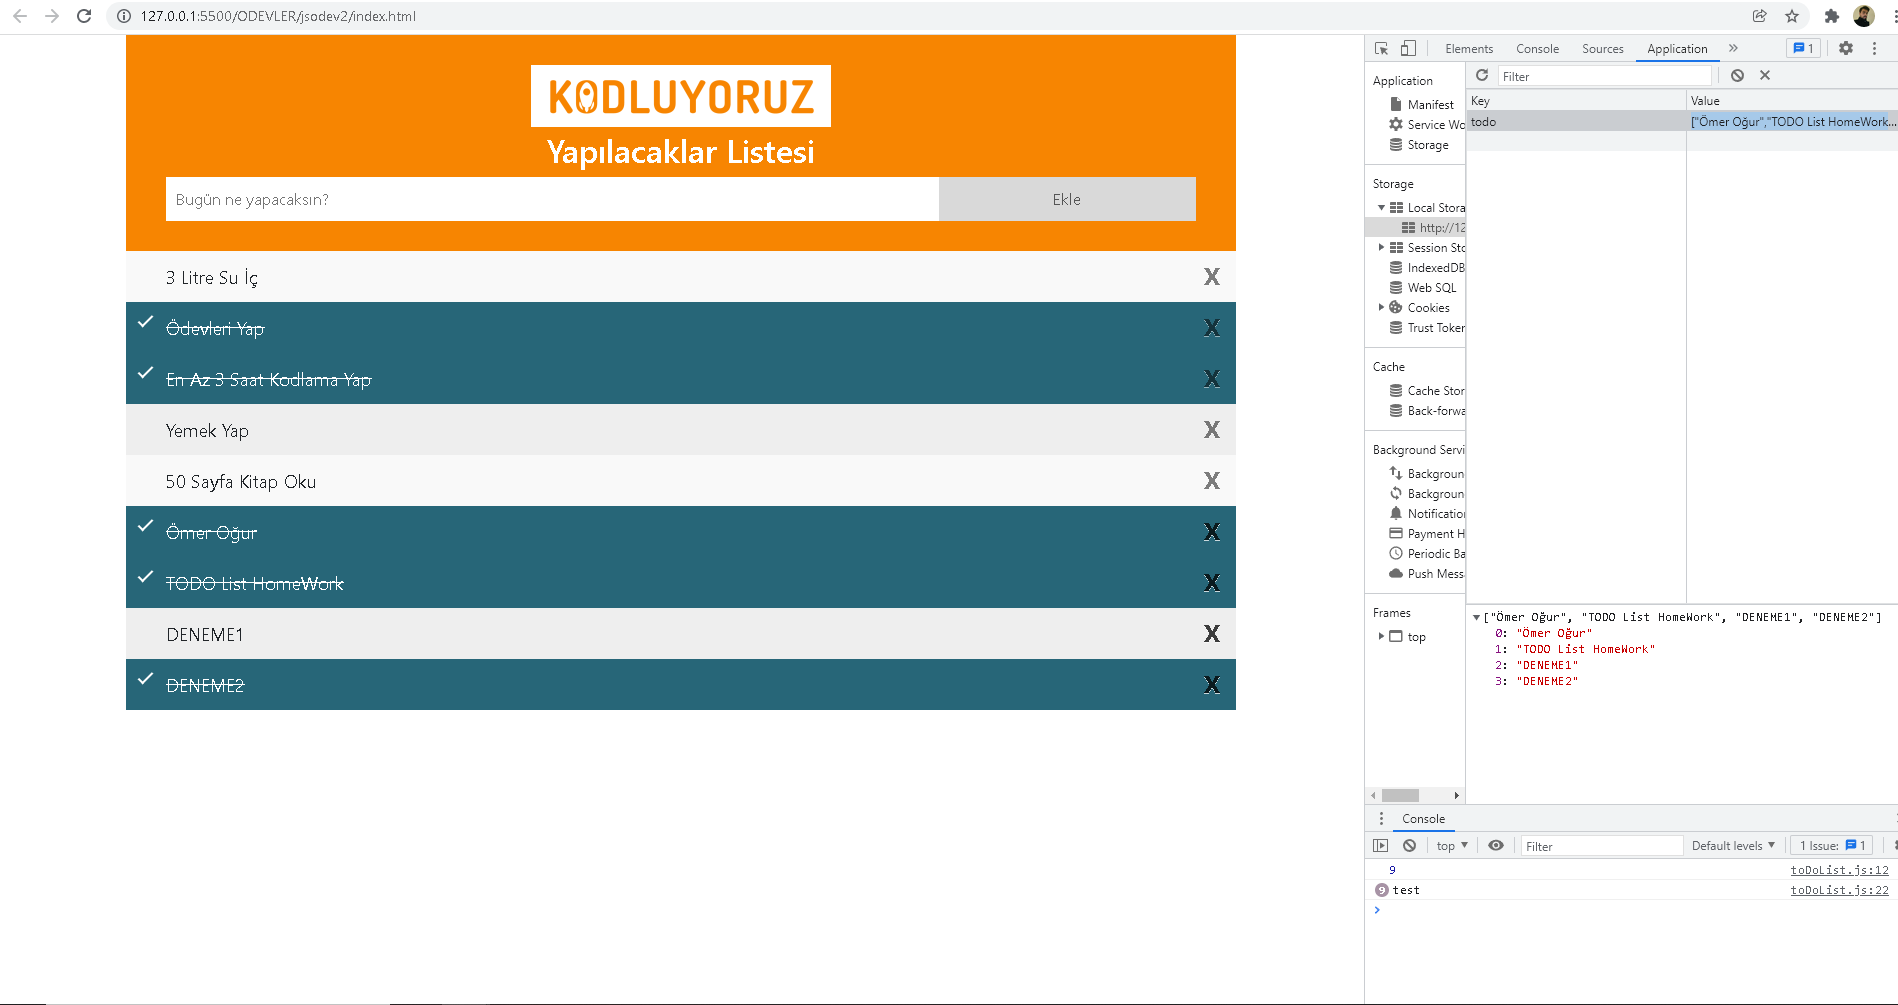 127.0.0.1:5500/ODEVLER/jsodev2/index.html
KODLUYORUZ
Yapılacaklar Listesi
Bugün ne yapacaksın?
Ekle
3 Litre Su İç
X
Ödevleri Yap
X
En Az 3 Saat Kodlama Yap
X
Yemek Yap
X
50 Sayfa Kitap Oku
X
Ömer Oğur
X
TODO List HomeWork
X
DENEME1
X
DENEME2
X
Elements Console Sources Application » 1
Application
Manifest
Service Wo
Storage
Storage
Local Stora
http://12
Session Sto
IndexedDB
Web SQL
Cookies
Trust Token
Cache
Cache Stor
Back-forwa
Background Servi
Backgroun
Backgroun
Notification
Payment H
Periodic Ba
Push Mess
Frames
top
Filter
Key Value
todo ["Ömer Oğur","TODO List HomeWork...
["Ömer Oğur", "TODO List HomeWork", "DENEME1", "DENEME2"]
0: "Ömer Oğur"
1: "TODO List HomeWork"
2: "DENEME1"
3: "DENEME2"
Console
top Filter Default levels 1 Issue: 1
9 toDoList.js:12
9 test toDoList.js:22